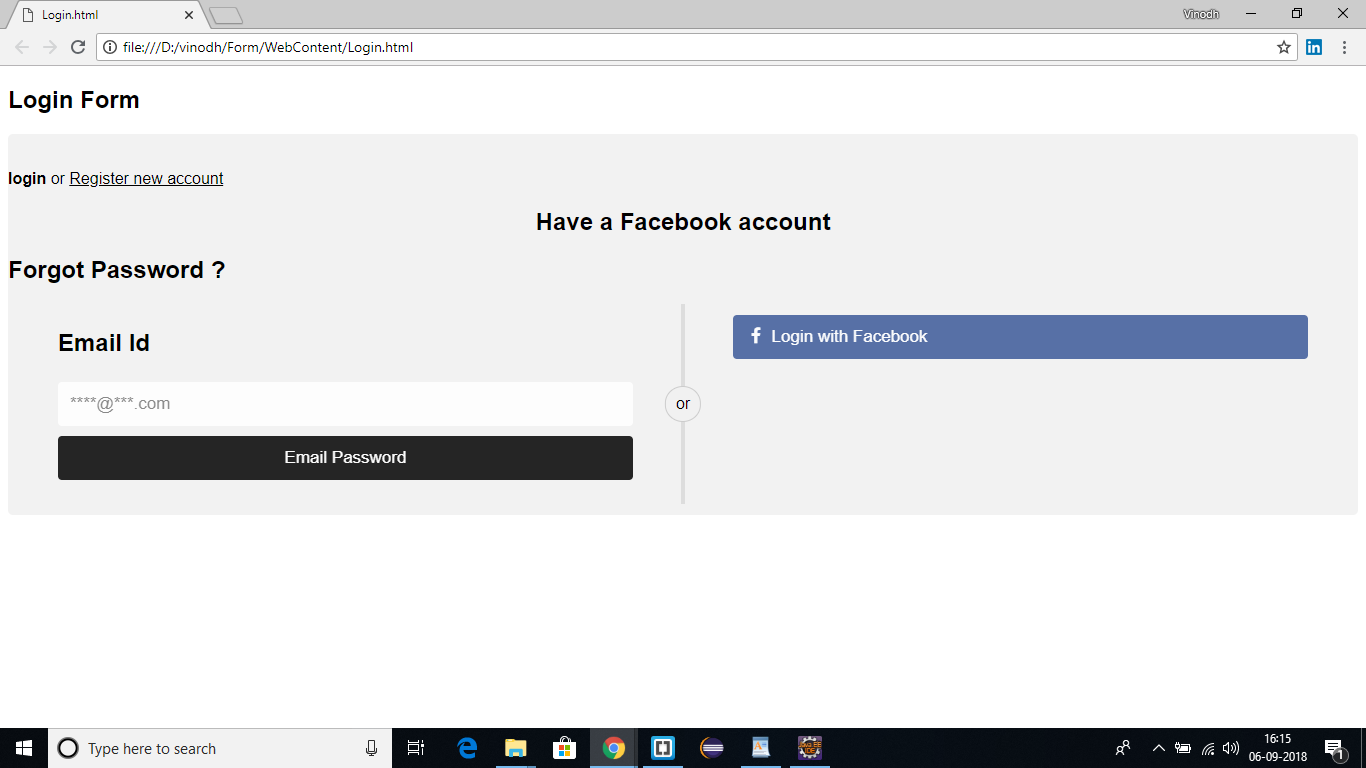 Login.html
Vinodh
file:///D:/vinodh/Form/WebContent/Login.html
Login Form
login or Register new account
Have a Facebook account
Forgot Password ?
Email Id
Login with Facebook
****@***.com
or
Email Password
Type here to search
16:15
06-09-2018
1